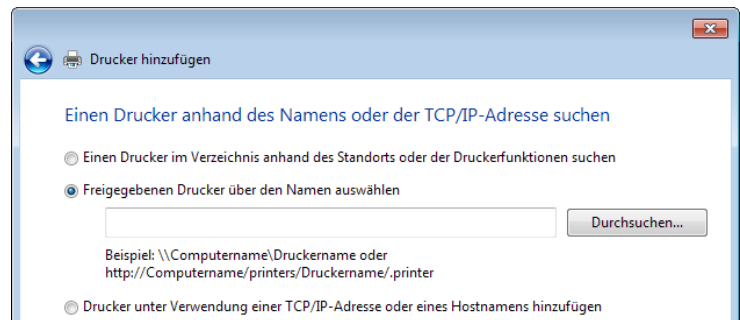 Drucker hinzufügen
Einen Drucker anhand des Namens oder der TCP/IP-Adresse suchen
Einen Drucker im Verzeichnis anhand des Standorts oder der Druckerfunktionen suchen
Freigegebenen Drucker über den Namen auswählen
Durchsuchen...
Beispiel: \\Computername\Druckername oder
http://Computername/printers/Druckername/.printer
Drucker unter Verwendung einer TCP/IP-Adresse oder eines Hostnamens hinzufügen